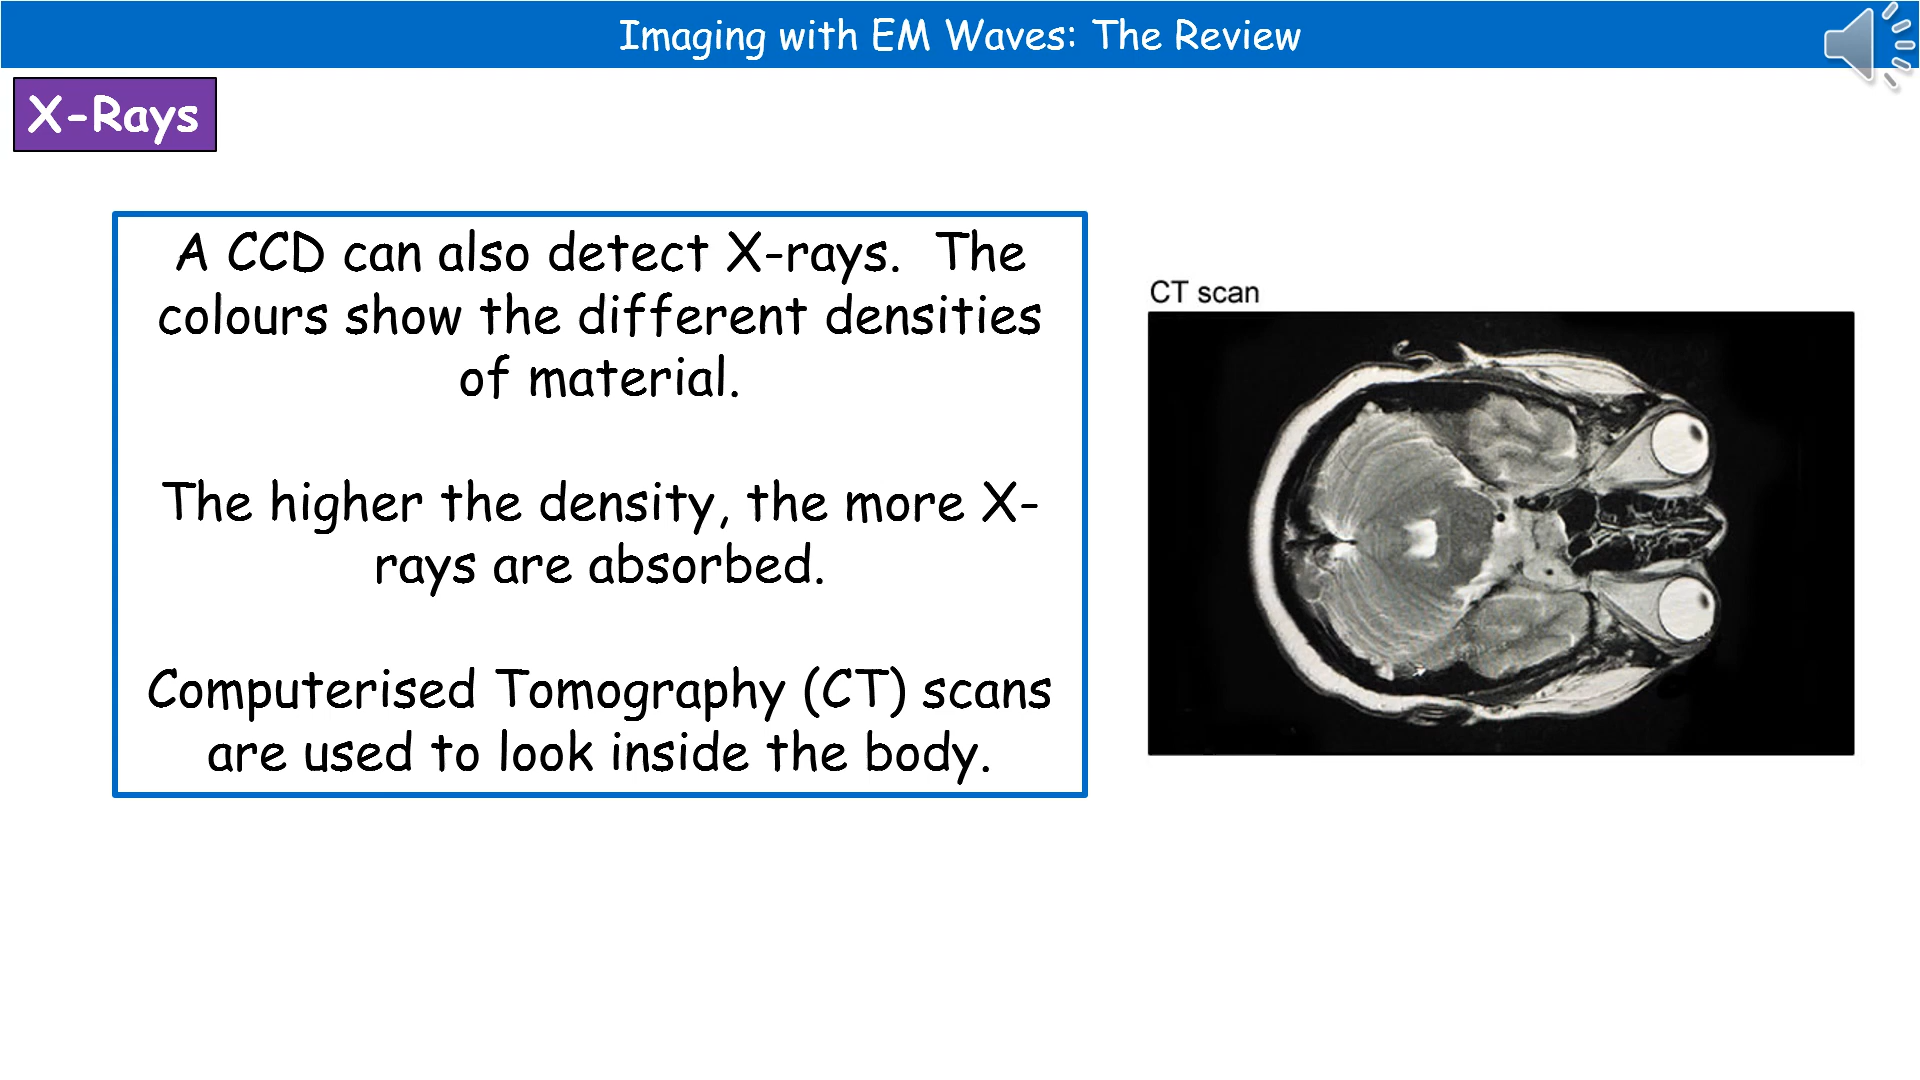 Imaging with EM Waves: The Review
X-Rays
A CCD can also detect X-rays.  The
colours show the different densities
of material.
The higher the density, the more X-
rays are absorbed.
Computerised Tomography (CT) scans
are used to look inside the body.
CT scan